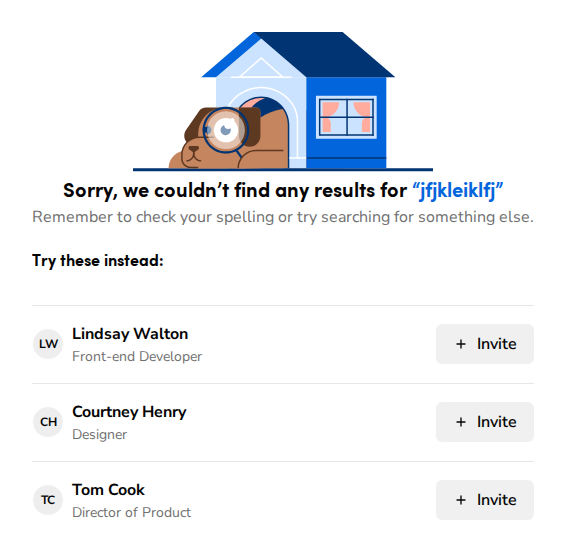 Sorry, we couldn’t find any results for “jfjkleiklfj”
Remember to check your spelling or try searching for something else.
Try these instead:
LW
Lindsay Walton
Front-end Developer
+ Invite
CH
Courtney Henry
Designer
+ Invite
TC
Tom Cook
Director of Product
+ Invite